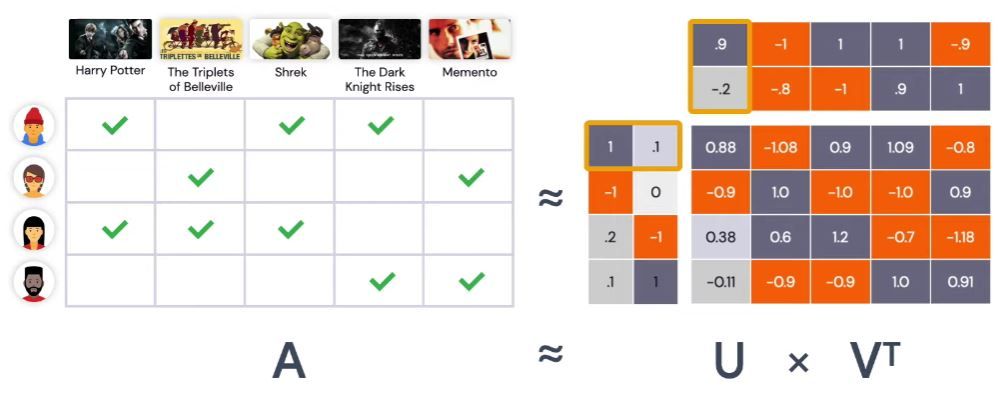 TRIPLETTES DE BELLEVILLE
Harry Potter
The Triplets
of Belleville
Shrek
The Dark
Knight Rises
Memento
.9 -1 1 1 -.9
-.2 -.8 -1 .9 1
1 .1
-1 0
.2 -1
.1 1
0.88 -1.08 0.9 1.09 -0.8
-0.9 1.0 -1.0 -1.0 0.9
0.38 0.6 1.2 -0.7 -1.18
-0.11 -0.9 -0.9 1.0 0.91
≈
A ≈ U × Vᵀ